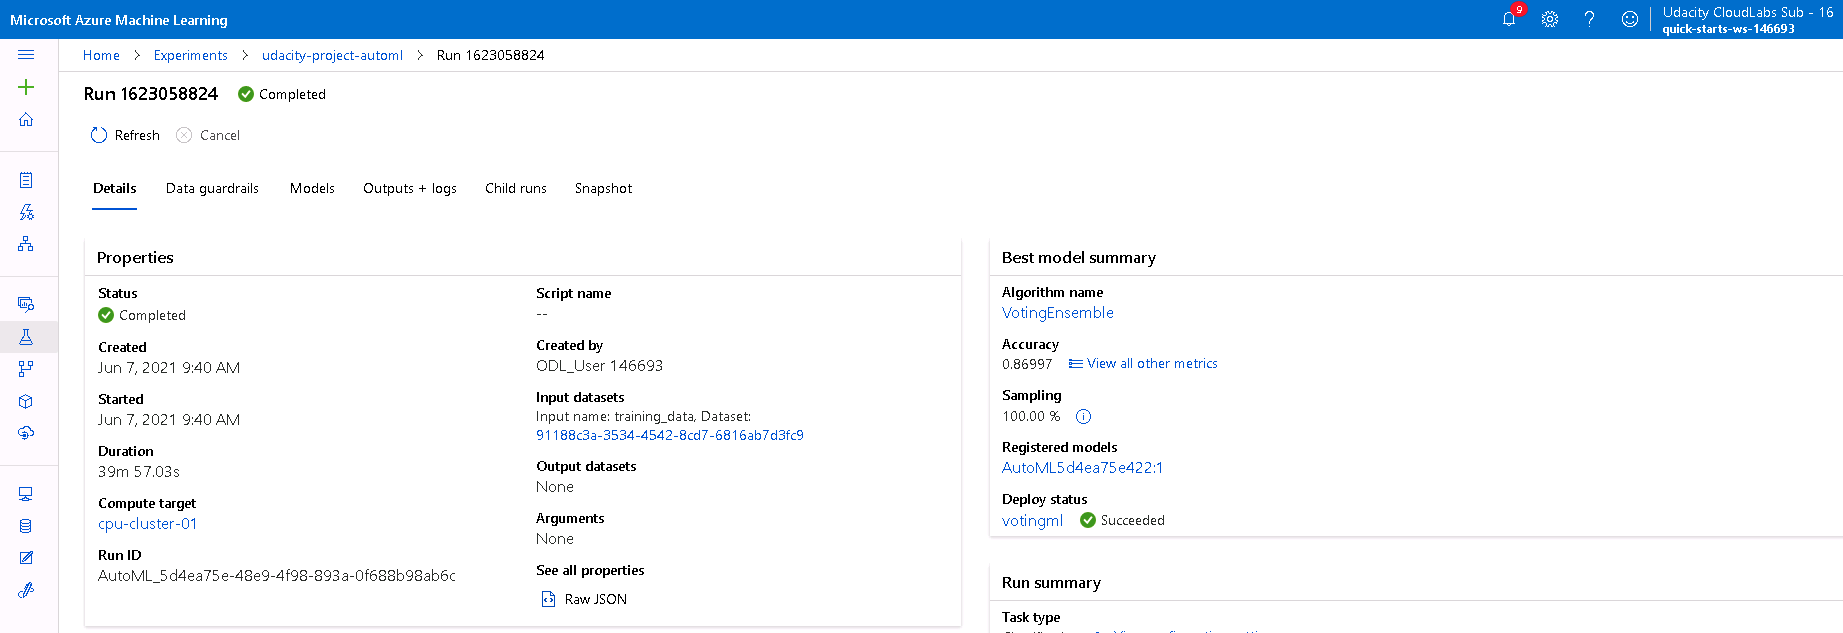 Microsoft Azure Machine Learning
9
Udacity CloudLabs Sub - 16
quick-starts-ws-146693
Home > Experiments > udacity-project-automl > Run 1623058824
Run 1623058824 Completed
Refresh Cancel
Details Data guardrails Models Outputs + logs Child runs Snapshot
Properties
Status
Completed
Created
Jun 7, 2021 9:40 AM
Started
Jun 7, 2021 9:40 AM
Duration
39m 57.03s
Compute target
cpu-cluster-01
Run ID
AutoML_5d4ea75e-48e9-4f98-893a-0f688b98ab6c
Script name
--
Created by
ODL_User 146693
Input datasets
Input name: training_data, Dataset:
91188c3a-3534-4542-8cd7-6816ab7d3fc9
Output datasets
None
Arguments
None
See all properties
Raw JSON
Best model summary
Algorithm name
VotingEnsemble
Accuracy
0.86997 View all other metrics
Sampling
100.00 %
Registered models
AutoML5d4ea75e422:1
Deploy status
votingml Succeeded
Run summary
Task type